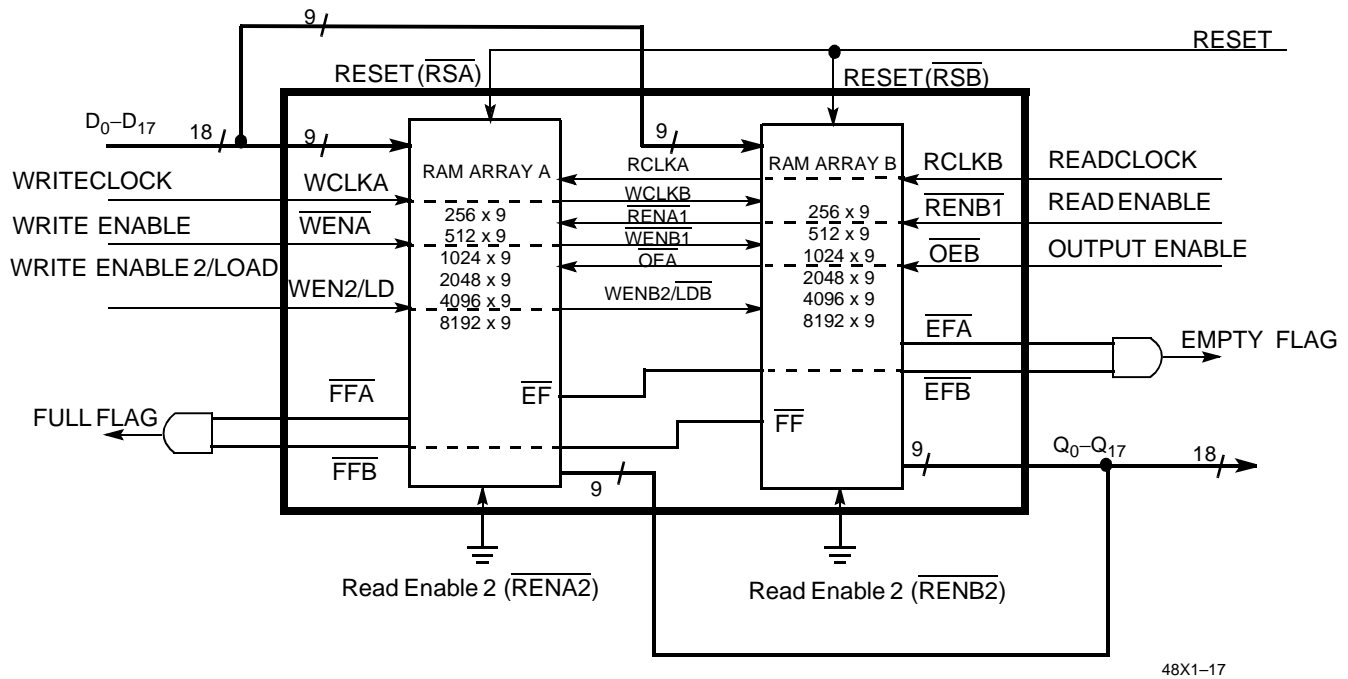 9
RESET
RESET (RSA)
RESET (RSB)
D0–D17
18
9
9
RAM ARRAY A
RCLKA
RAM ARRAY B
RCLKB
READCLOCK
WRITECLOCK
WCLKA
WCLKB
256 x 9
512 x 9
1024 x 9
2048 x 9
4096 x 9
8192 x 9
RENA1
256 x 9
512 x 9
1024 x 9
2048 x 9
4096 x 9
8192 x 9
RENB1
READ ENABLE
WRITE ENABLE
WENA
WENB1
OEA
OEB
OUTPUT ENABLE
WRITE ENABLE 2/LOAD
WEN2/LD
WENB2/LDB
EFA
EMPTY FLAG
FFA
EF
EFB
FULL FLAG
FF
FFB
9
9
Q0–Q17
18
Read Enable 2 (RENA2)
Read Enable 2 (RENB2)
48X1–17